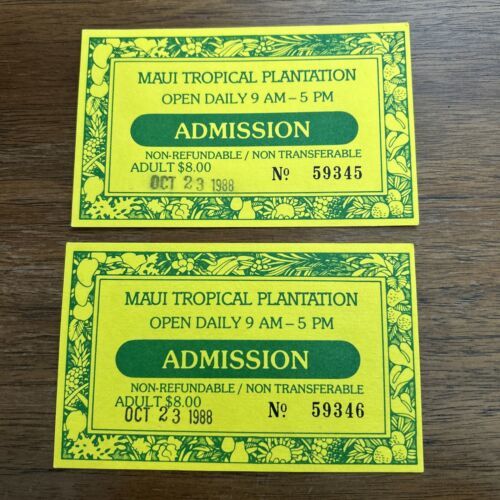 MAUI TROPICAL PLANTATION
OPEN DAILY 9 AM – 5 PM
ADMISSION
NON-REFUNDABLE / NON TRANSFERABLE
ADULT $8.00
OCT 23 1988 Nº 59345
MAUI TROPICAL PLANTATION
OPEN DAILY 9 AM – 5 PM
ADMISSION
NON-REFUNDABLE / NON TRANSFERABLE
ADULT $8.00
OCT 23 1988 Nº 59346